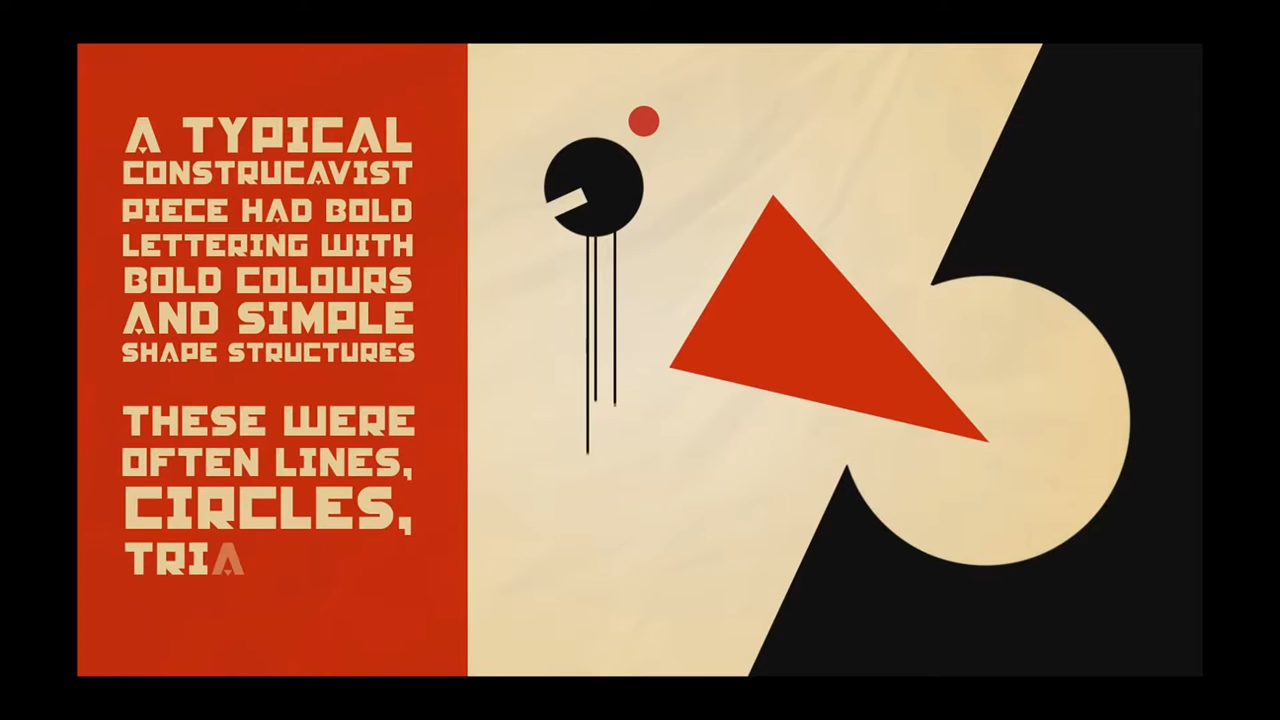 A TYPICAL
CONSTRUCAVIST
PIECE HAD BOLD
LETTERING WITH
BOLD COLOURS
AND SIMPLE
SHAPE STRUCTURES
THESE WERE
OFTEN LINES,
CIRCLES,
TRIA